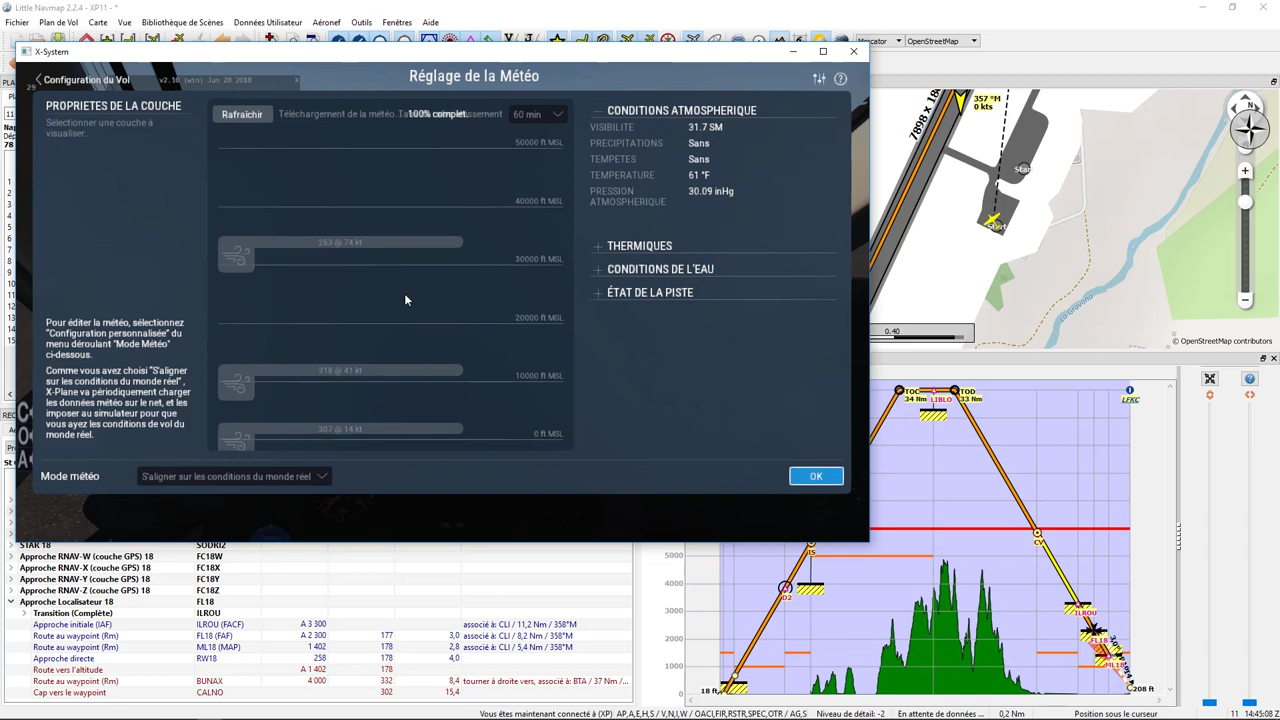 Little Navmap 2.2.4 - XP11 - *
Fichier Plan de Vol Carte Vue Bibliothèque de Scènes Données Utilisateur Aéronef Outils Fenêtres Aide
Mercator OpenStreetMap
X-System
Configuration du Vol
v2.10 (win) Jun 28 2018 X
Réglage de la Météo
29
PROPRIETES DE LA COUCHE
Sélectionner une couche à
visualiser.
Rafraîchir
100% complet.
60 min
50000 ft MSL
40000 ft MSL
263 @ 74 kt
30000 ft MSL
20000 ft MSL
318 @ 41 kt
10000 ft MSL
307 @ 14 kt
0 ft MSL
Pour éditer la météo, sélectionnez
"Configuration personnalisée" du
menu déroulant "Mode Météo"
ci-dessous.
Comme vous avez choisi "S'aligner
sur les conditions du monde réel" ,
X-Plane va périodiquement charger
les données météo sur le net, et les
imposer au simulateur pour que
vous ayez les conditions de vol du
monde réel.
CONDITIONS ATMOSPHERIQUE
VISIBILITE 31.7 SM
PRECIPITATIONS Sans
TEMPETES Sans
TEMPERATURE 61 °F
PRESSION 30.09 inHg
ATMOSPHERIQUE
THERMIQUES
CONDITIONS DE L'EAU
ÉTAT DE LA PISTE
Mode météo S'aligner sur les conditions du monde réel
OK
357 °M
0 kts
Start
La Gravona
0.40
© OpenStreetMap contributors
TOC
34 Nm
LIBLO
TOD
33 Nm
LFKC
CV
IS
D2
ILROU
FL18
ML18
5000
4000
3000
2000
1000
0
18 ft
208 ft
STAR 18 SODRI2
Approche RNAV-W (couche GPS) 18 FC18W
Approche RNAV-X (couche GPS) 18 FC18X
Approche RNAV-Y (couche GPS) 18 FC18Y
Approche RNAV-Z (couche GPS) 18 FC18Z
Approche Localisateur 18 FL18
Transition (Complète) ILROU
Approche initiale (IAF) ILROU (FACF) A 3 300 associé à: CLI / 11,2 Nm / 358°M
Route au waypoint (Rm) FL18 (FAF) A 2 300 177 3,0 associé à: CLI / 8,2 Nm / 358°M
Route au waypoint (Rm) ML18 (MAP) 1 402 178 2,8 associé à: CLI / 5,4 Nm / 358°M
Approche directe RW18 258 178 4,0
Route vers l'altitude A 1 402 178
Route au waypoint (Rm) BUNAX 4 000 332 8,4 tourner à droite vers, associé à: BTA / 37 Nm /...
Cap vers le waypoint CALNO 302 15,4
Vous êtes maintenant connecté à (XP) AP,A,E,H,S / V,N,I,W / OACI,FIR,RSTR,SPEC,OTR / AG,S Niveau de détail: -2 En attente de données ... 0,2 Nm Position sous le curseur 14:45:08 Z